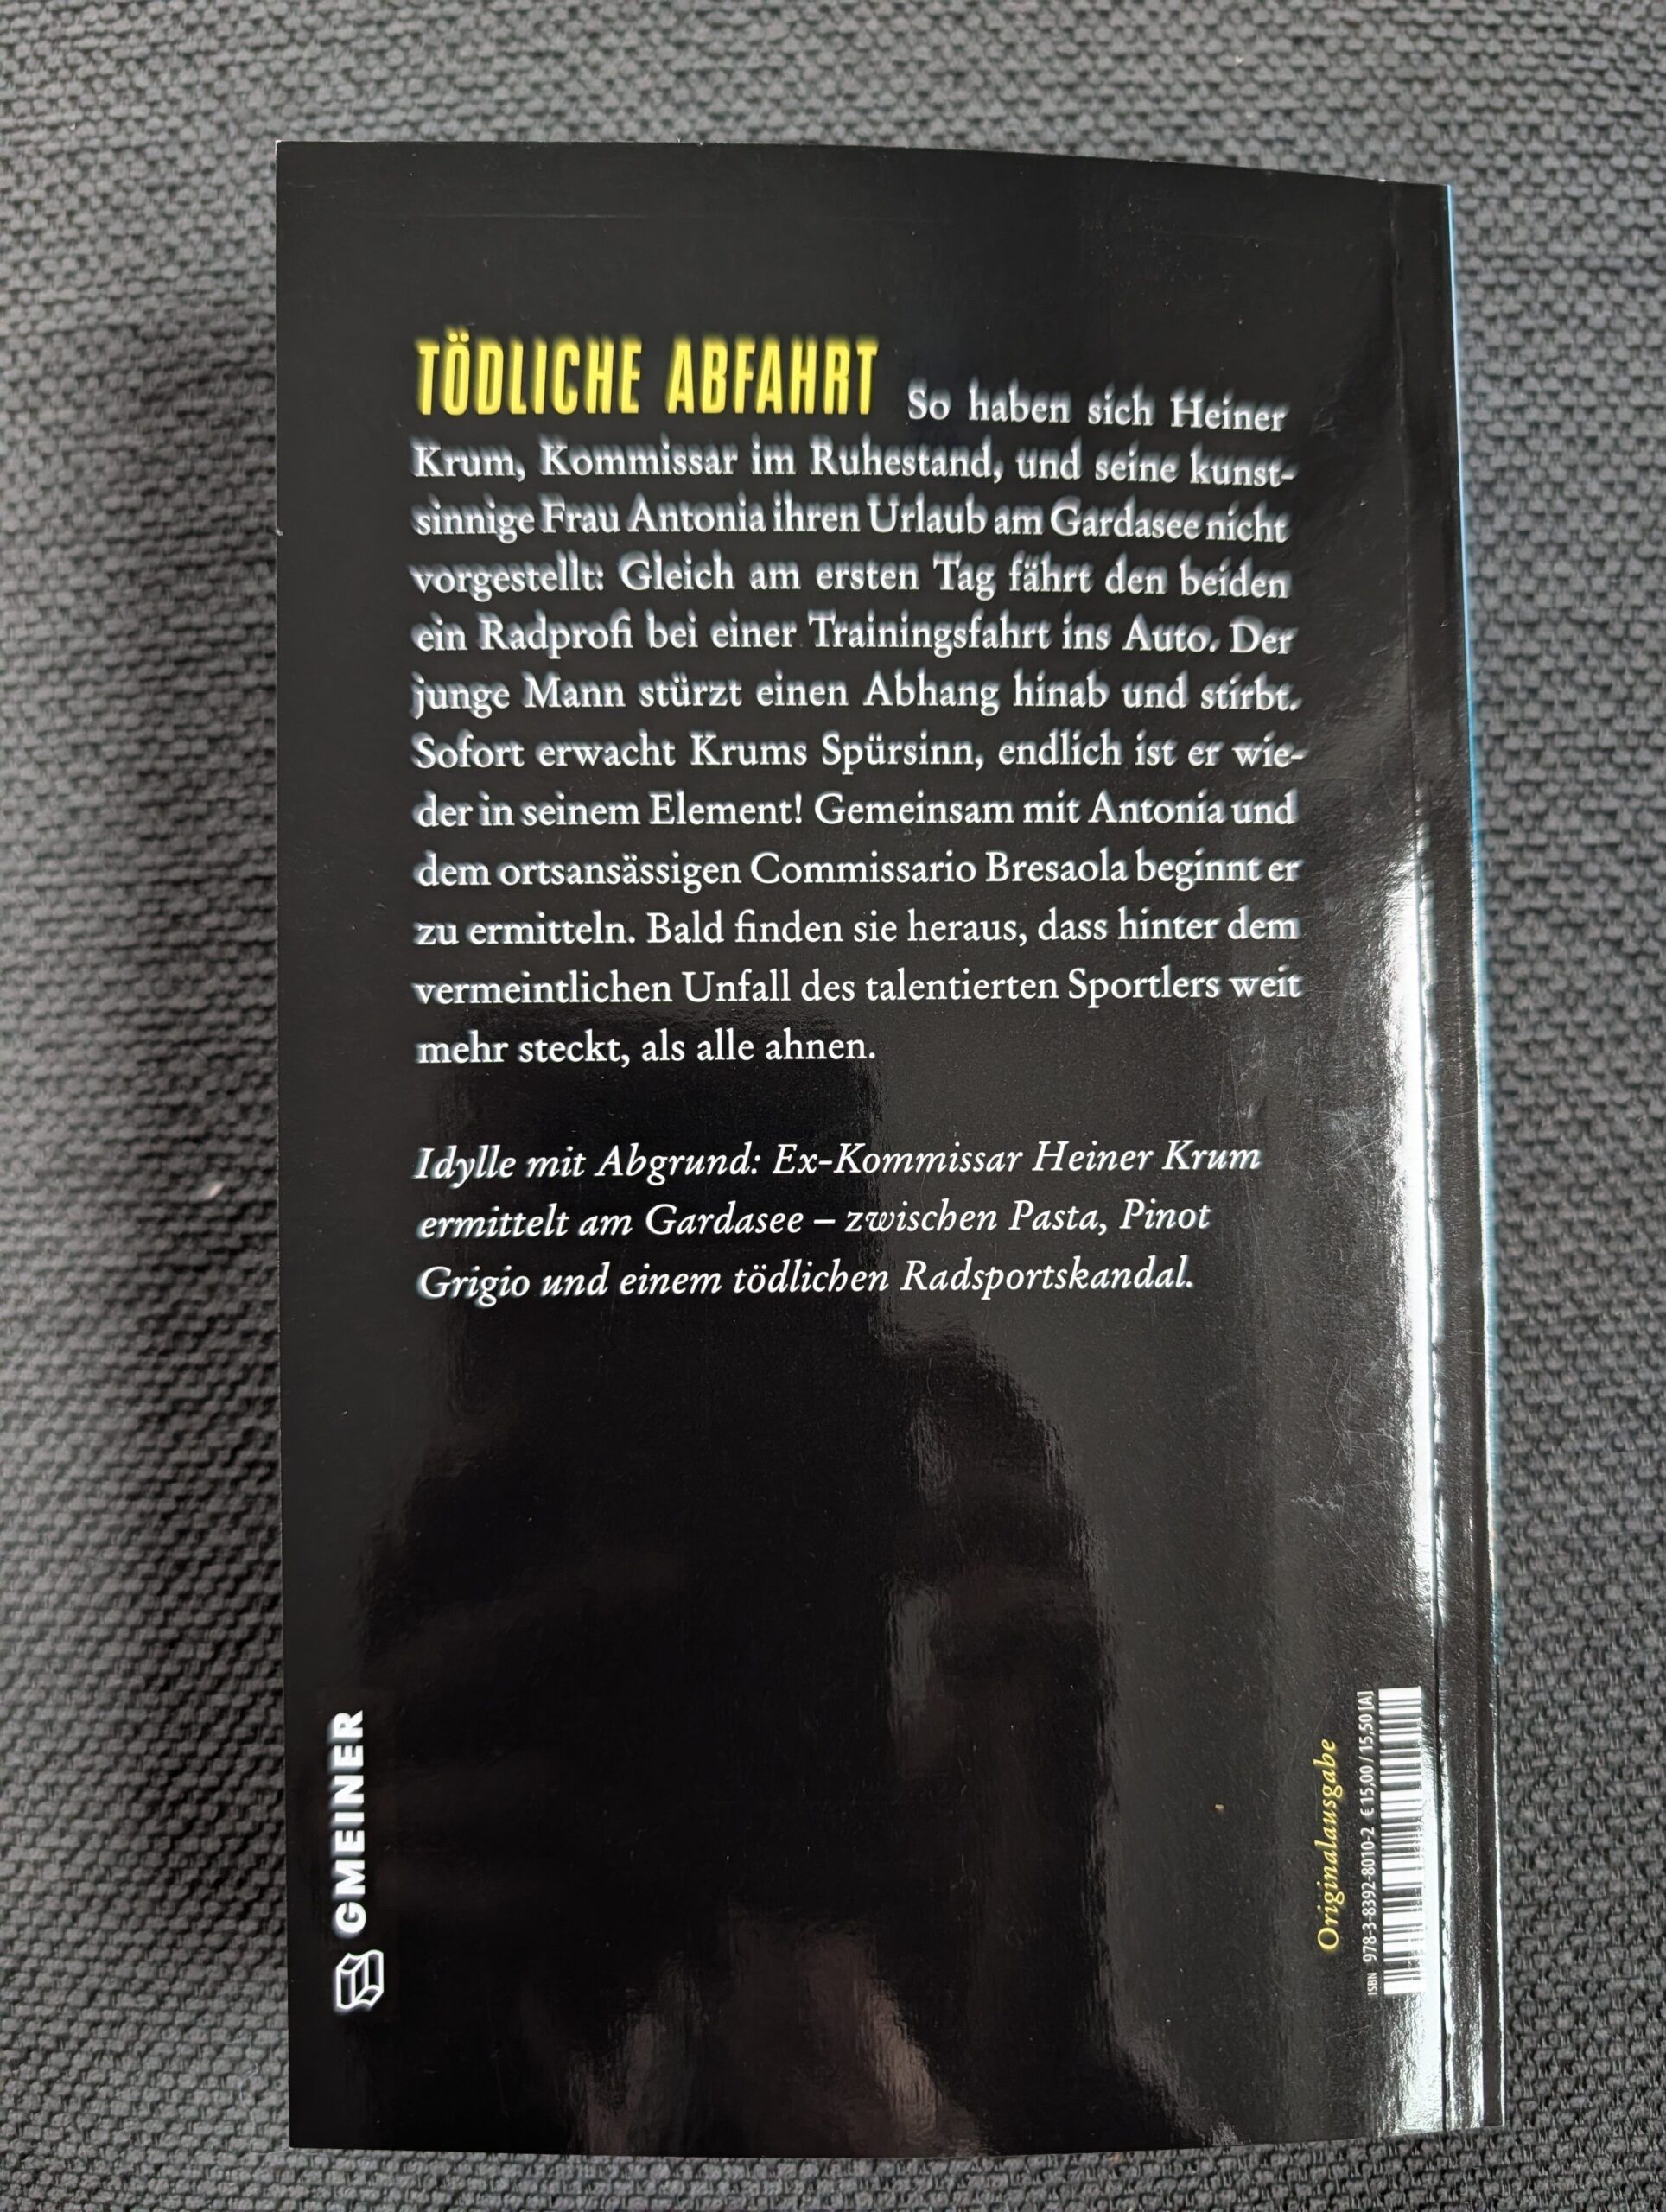 TÖDLICHE ABFAHRT So haben sich Heiner
Krum, Kommissar im Ruhestand, und seine kunst-
sinnige Frau Antonia ihren Urlaub am Gardasee nicht
vorgestellt: Gleich am ersten Tag fährt den beiden
ein Radprofi bei einer Trainingsfahrt ins Auto. Der
junge Mann stürzt einen Abhang hinab und stirbt.
Sofort erwacht Krums Spürsinn, endlich ist er wie-
der in seinem Element! Gemeinsam mit Antonia und
dem ortsansässigen Commissario Bresaola beginnt er
zu ermitteln. Bald finden sie heraus, dass hinter dem
vermeintlichen Unfall des talentierten Sportlers weit
mehr steckt, als alle ahnen.
Idylle mit Abgrund: Ex-Kommissar Heiner Krum
ermittelt am Gardasee – zwischen Pasta, Pinot
Grigio und einem tödlichen Radsportskandal.
GMEINER
Originalausgabe
ISBN 978-3-8392-8010-2 € 15,00 / 15,50 [A]